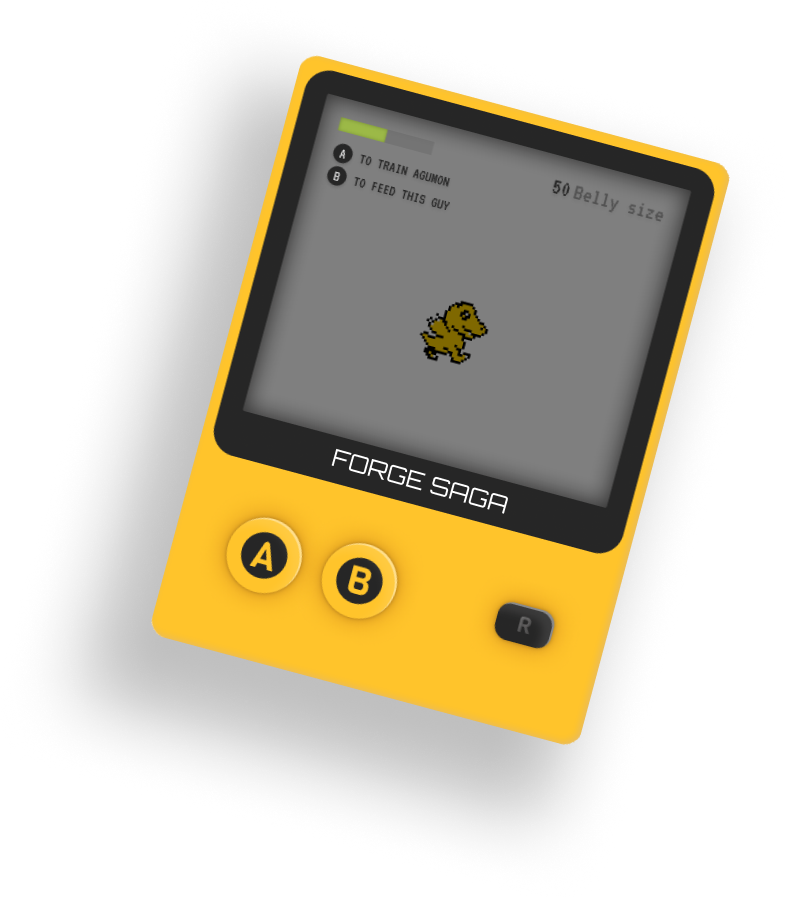 A TO TRAIN AGUMON
B TO FEED THIS GUY
50 Belly size
FORGE SAGA
A
B
R